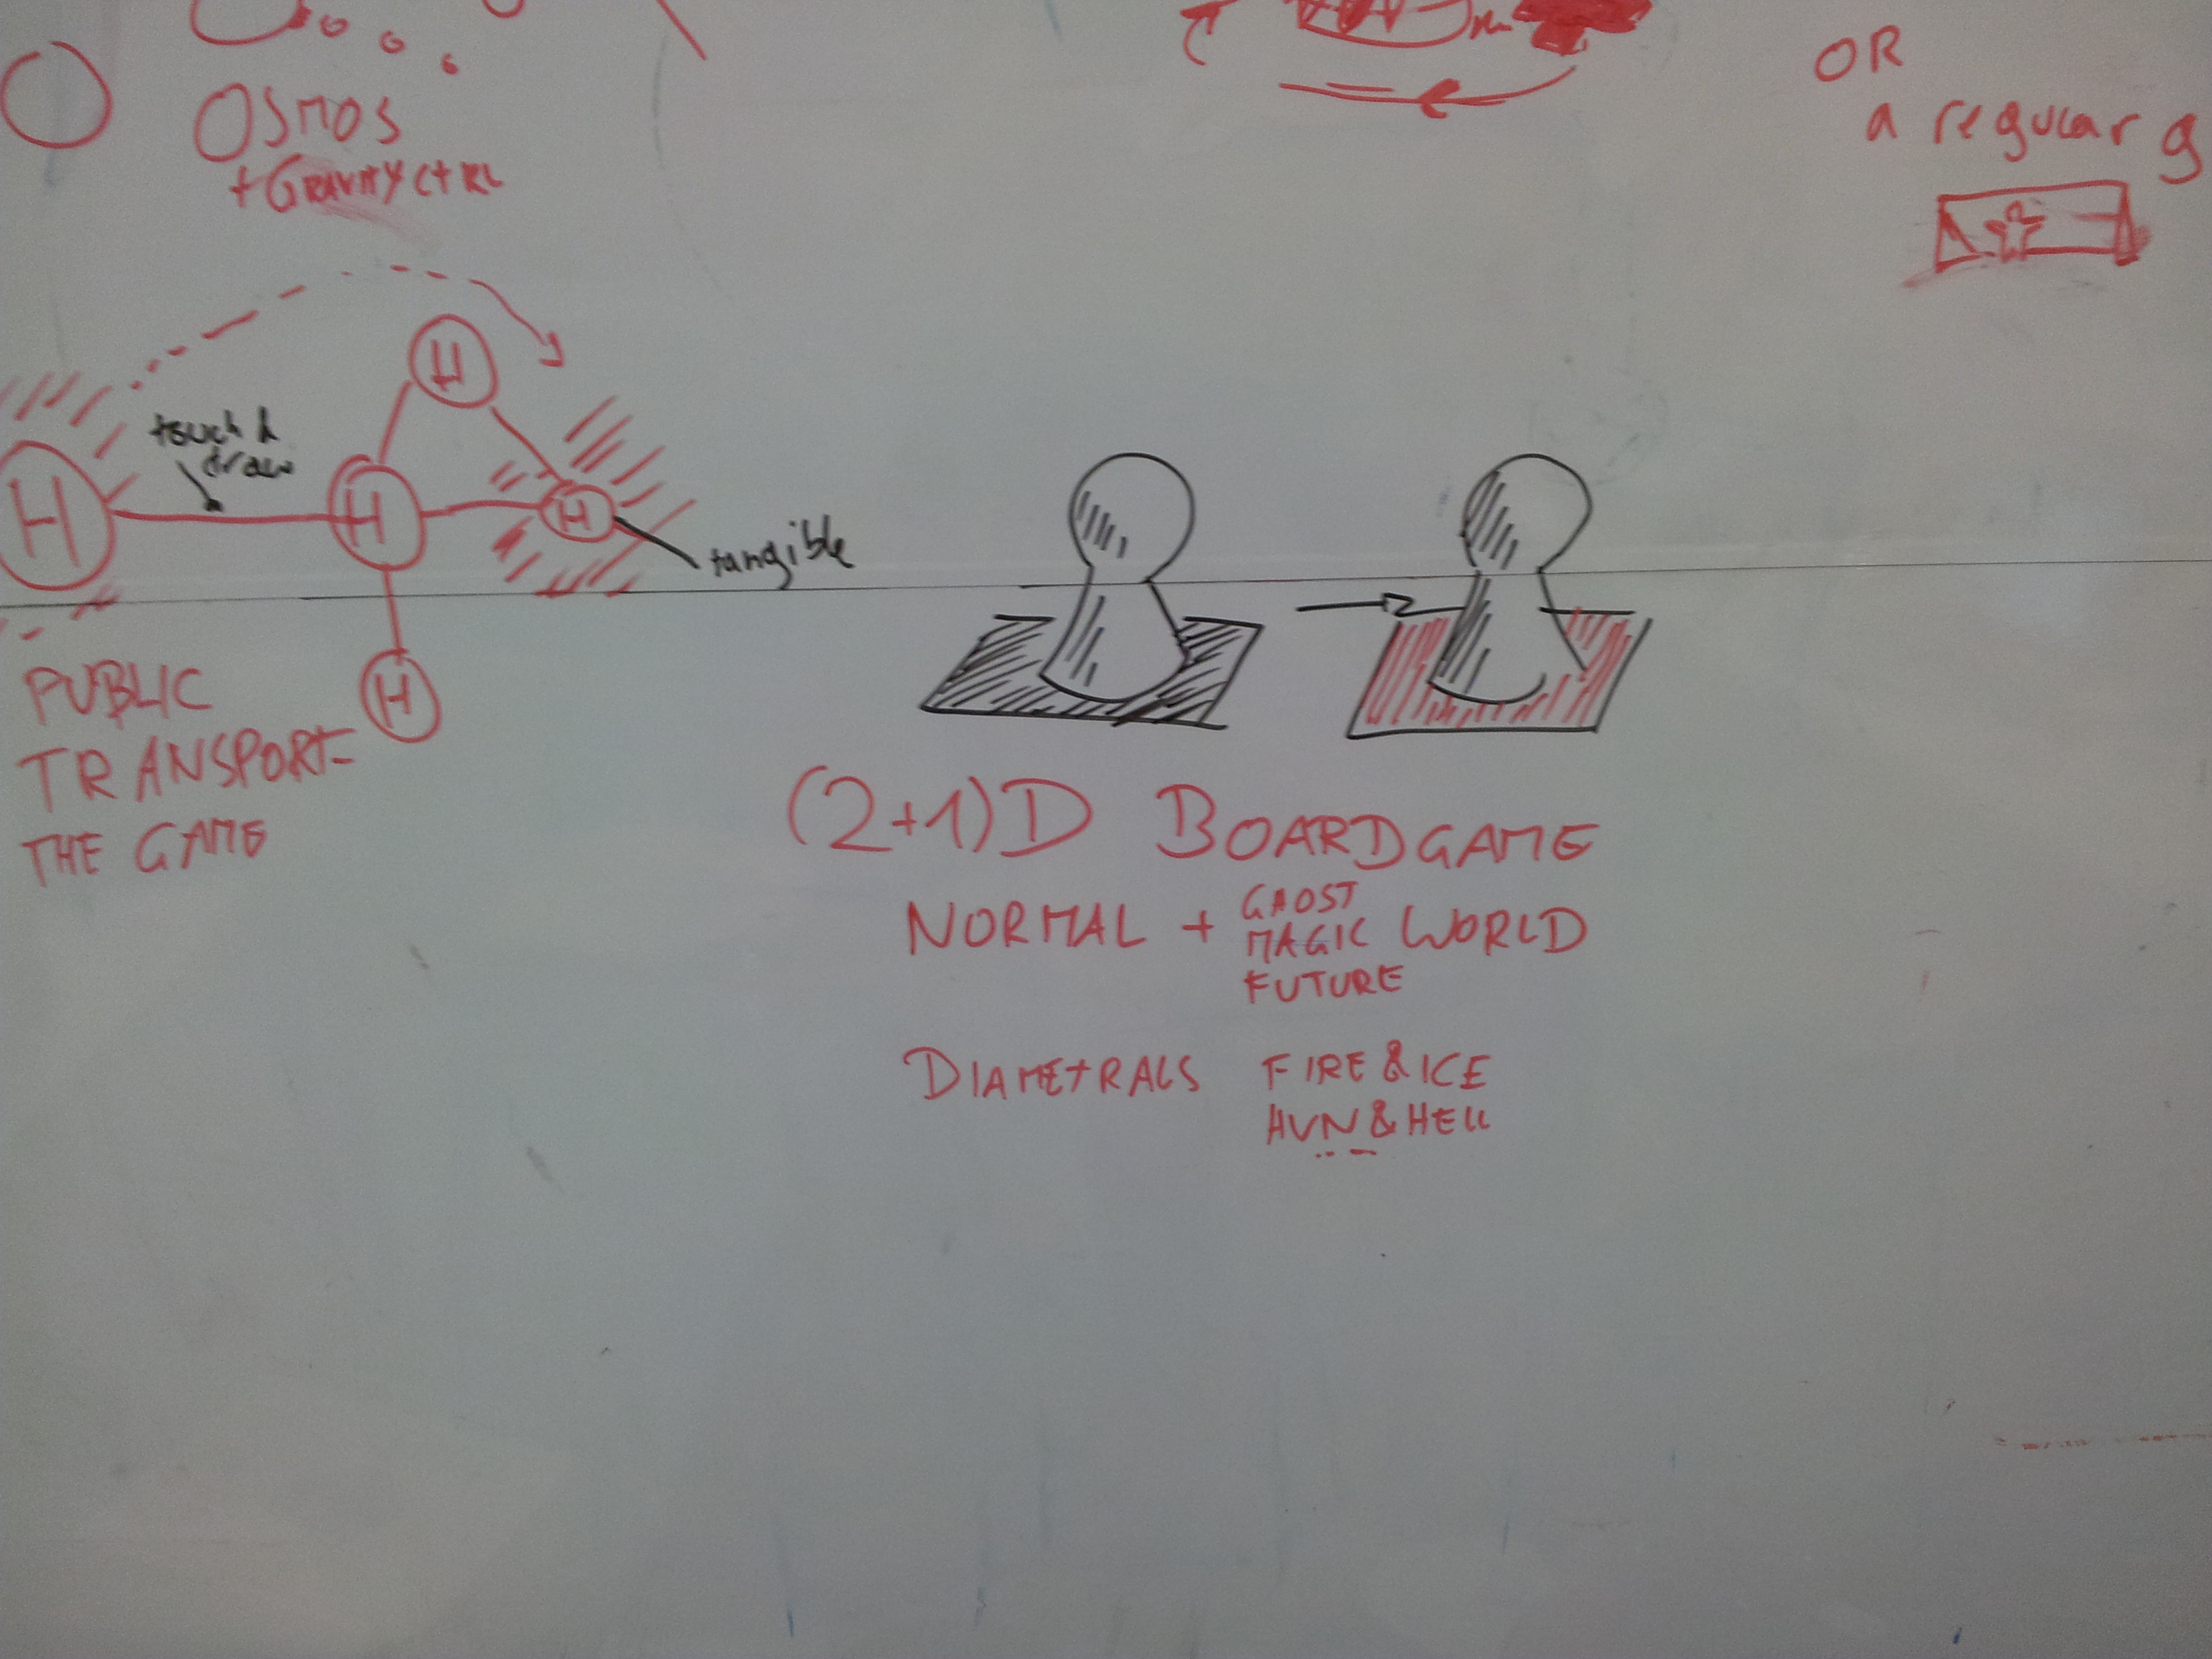 OSMOS
+ GRAVITY CTRL
OR
a regular g
H
touch &
draw
H
H
H
tangible
H
PUBLIC
TRANSPORT-
THE GAME
(2+1)D BOARDGAME
NORMAL + GHOST
MAGIC WORLD
FUTURE
DIAMETRALS FIRE & ICE
HVN & HELL